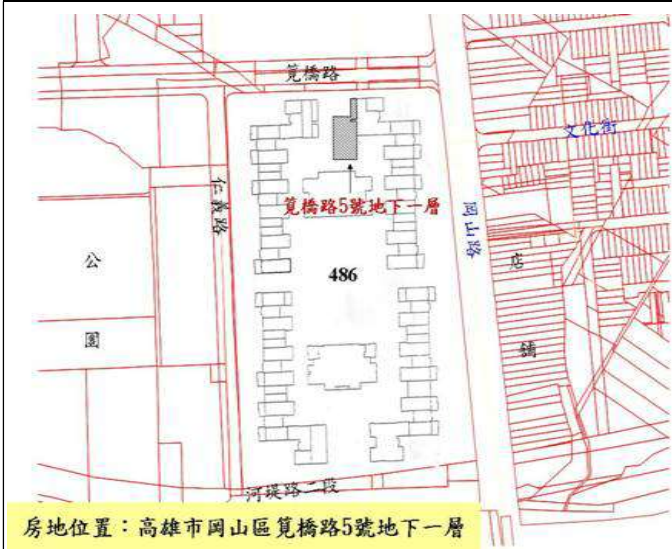 筧橋路
文化街
仁義路
筧橋路5號地下一層
岡山路
公園
486
店舖
河堤路二段
房地位置：高雄市岡山區筧橋路5號地下一層